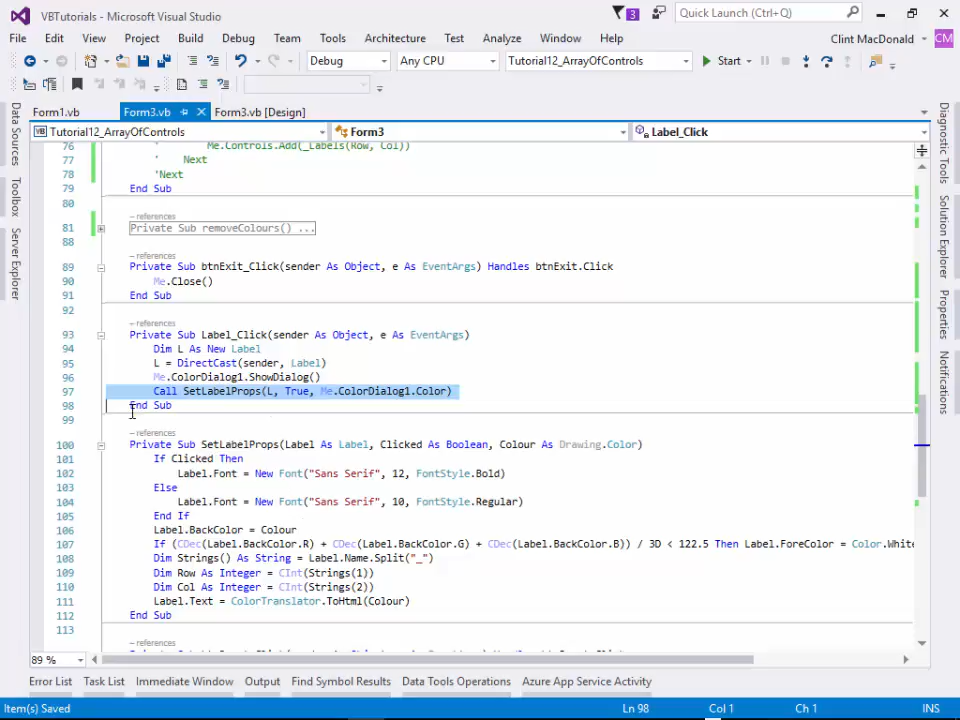 VBTutorials - Microsoft Visual Studio
3
Quick Launch (Ctrl+Q)
File Edit View Project Build Debug Team Tools Architecture Test Analyze Window Help
Clint MacDonald
CM
Debug Any CPU Tutorial12_ArrayOfControls Start
Form1.vb Form3.vb Form3.vb [Design]
Tutorial12_ArrayOfControls Form3 Label_Click
Data Sources
Toolbox
Server Explorer
Diagnostic Tools
Solution Explorer
Properties
Notifications
76 ' Me.Controls.Add(_Labels(Row, Col))
77 ' Next
78 'Next
79 End Sub
80
– references
81 Private Sub removeColours() ...
88
– references
89 Private Sub btnExit_Click(sender As Object, e As EventArgs) Handles btnExit.Click
90 Me.Close()
91 End Sub
92
– references
93 Private Sub Label_Click(sender As Object, e As EventArgs)
94 Dim L As New Label
95 L = DirectCast(sender, Label)
96 Me.ColorDialog1.ShowDialog()
97 Call SetLabelProps(L, True, Me.ColorDialog1.Color)
98 End Sub
99
– references
100 Private Sub SetLabelProps(Label As Label, Clicked As Boolean, Colour As Drawing.Color)
101 If Clicked Then
102 Label.Font = New Font("Sans Serif", 12, FontStyle.Bold)
103 Else
104 Label.Font = New Font("Sans Serif", 10, FontStyle.Regular)
105 End If
106 Label.BackColor = Colour
107 If (CDec(Label.BackColor.R) + CDec(Label.BackColor.G) + CDec(Label.BackColor.B)) / 3D < 122.5 Then Label.ForeColor = Color.White
108 Dim Strings() As String = Label.Name.Split("_")
109 Dim Row As Integer = CInt(Strings(1))
110 Dim Col As Integer = CInt(Strings(2))
111 Label.Text = ColorTranslator.ToHtml(Colour)
112 End Sub
113
– references
89 %
Error List Task List Immediate Window Output Find Symbol Results Data Tools Operations Azure App Service Activity
Item(s) Saved Ln 98 Col 1 Ch 1 INS